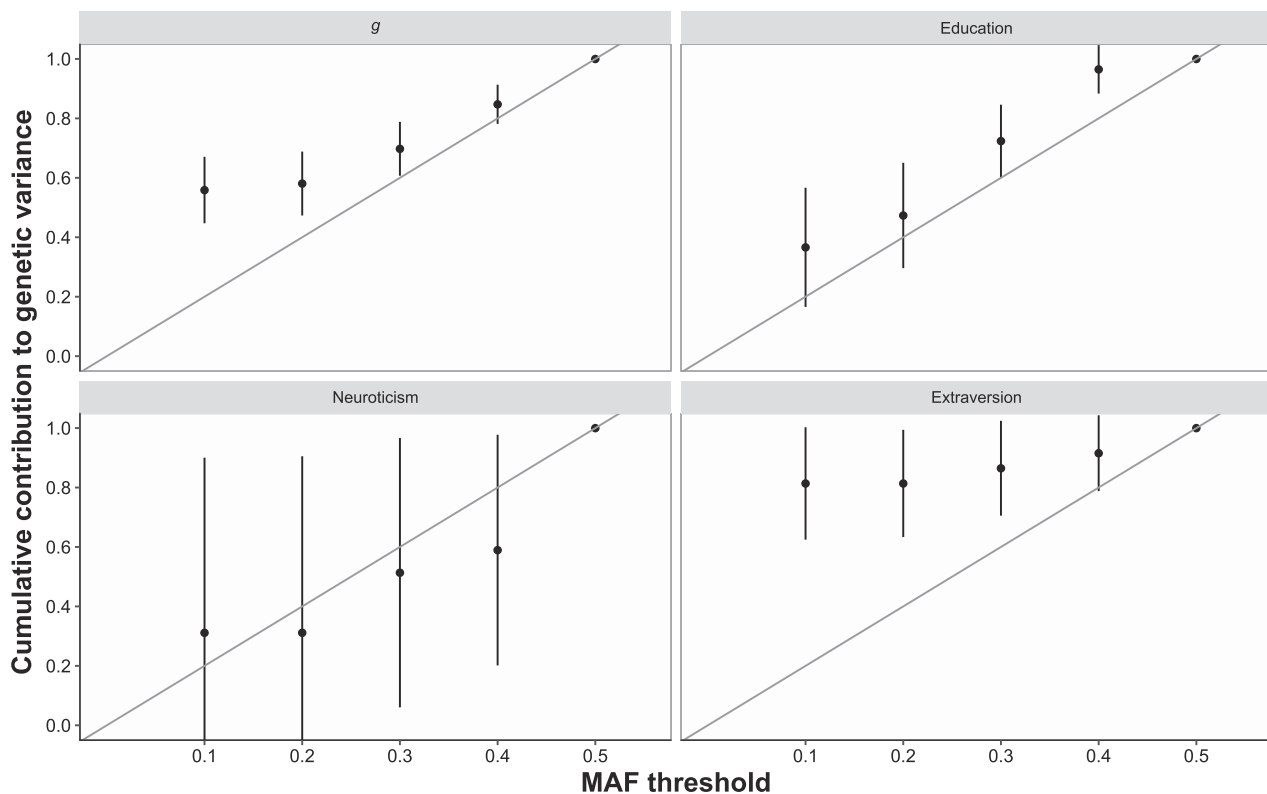 g
Education
Cumulative contribution to genetic variance
1.0
0.8
0.6
0.4
0.2
0.0
Neuroticism
Extraversion
1.0
0.8
0.6
0.4
0.2
0.0
0.1 0.2 0.3 0.4 0.5
0.1 0.2 0.3 0.4 0.5
MAF threshold